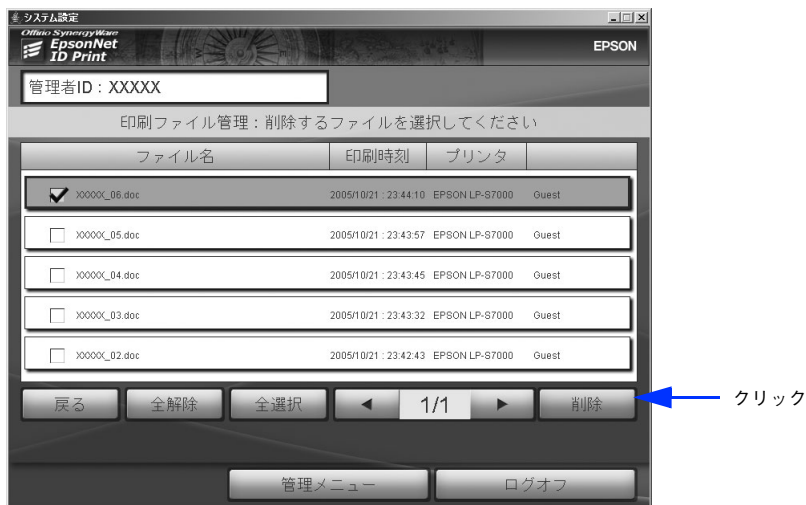 システム設定
Offirio SynergyWare
EpsonNet
ID Print
EPSON
管理者ID：XXXXX
印刷ファイル管理：削除するファイルを選択してください
ファイル名 印刷時刻 プリンタ
XXXXX_06.doc 2005/10/21 : 23:44:10 EPSON LP-S7000 Guest
XXXXX_05.doc 2005/10/21 : 23:43:57 EPSON LP-S7000 Guest
XXXXX_04.doc 2005/10/21 : 23:43:45 EPSON LP-S7000 Guest
XXXXX_03.doc 2005/10/21 : 23:43:32 EPSON LP-S7000 Guest
XXXXX_02.doc 2005/10/21 : 23:42:43 EPSON LP-S7000 Guest
戻る 全解除 全選択 ◀ 1/1 ▶ 削除 クリック
管理メニュー ログオフ